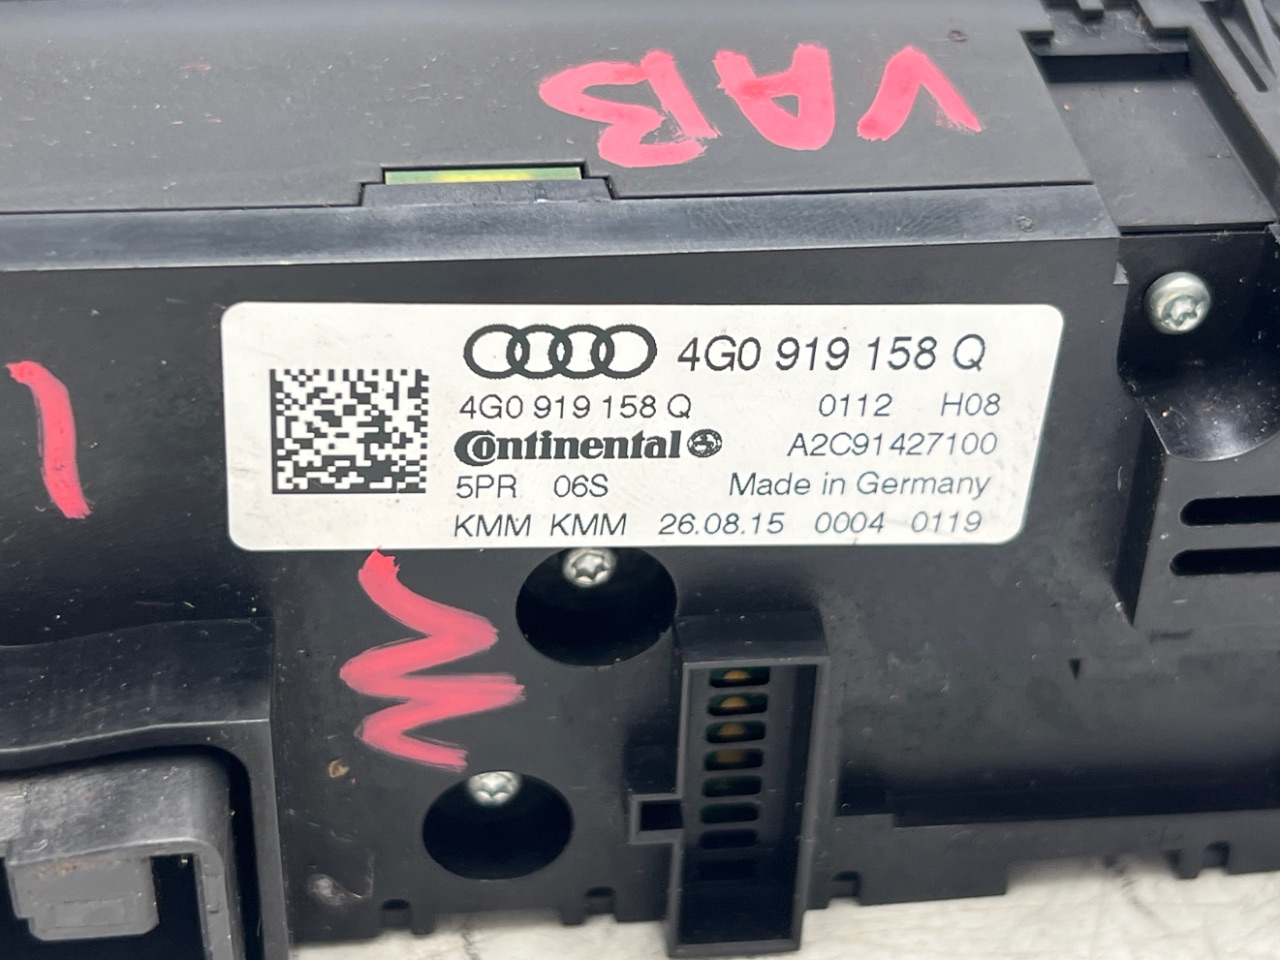 VAB
4G0 919 158 Q
4G0 919 158 Q 0112 H08
Continental A2C91427100
5PR 06S Made in Germany
KMM KMM 26.08.15 0004 0119